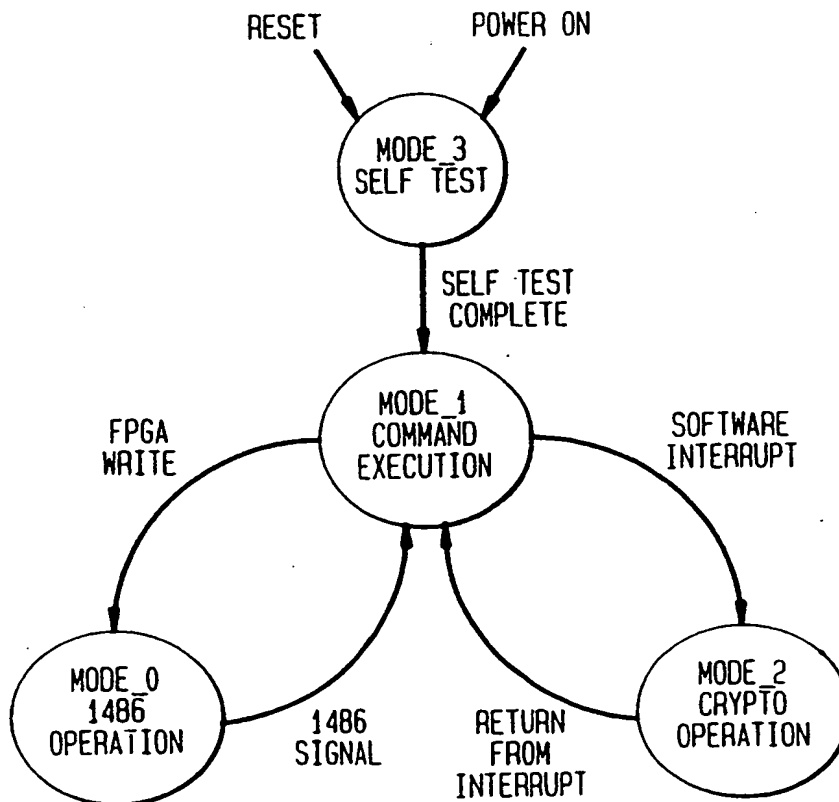 RESET
POWER ON
MODE_3
SELF TEST
SELF TEST
COMPLETE
MODE_1
COMMAND
EXECUTION
FPGA
WRITE
SOFTWARE
INTERRUPT
MODE_0
1486
OPERATION
1486
SIGNAL
RETURN
FROM
INTERRUPT
MODE_2
CRYPTO
OPERATION